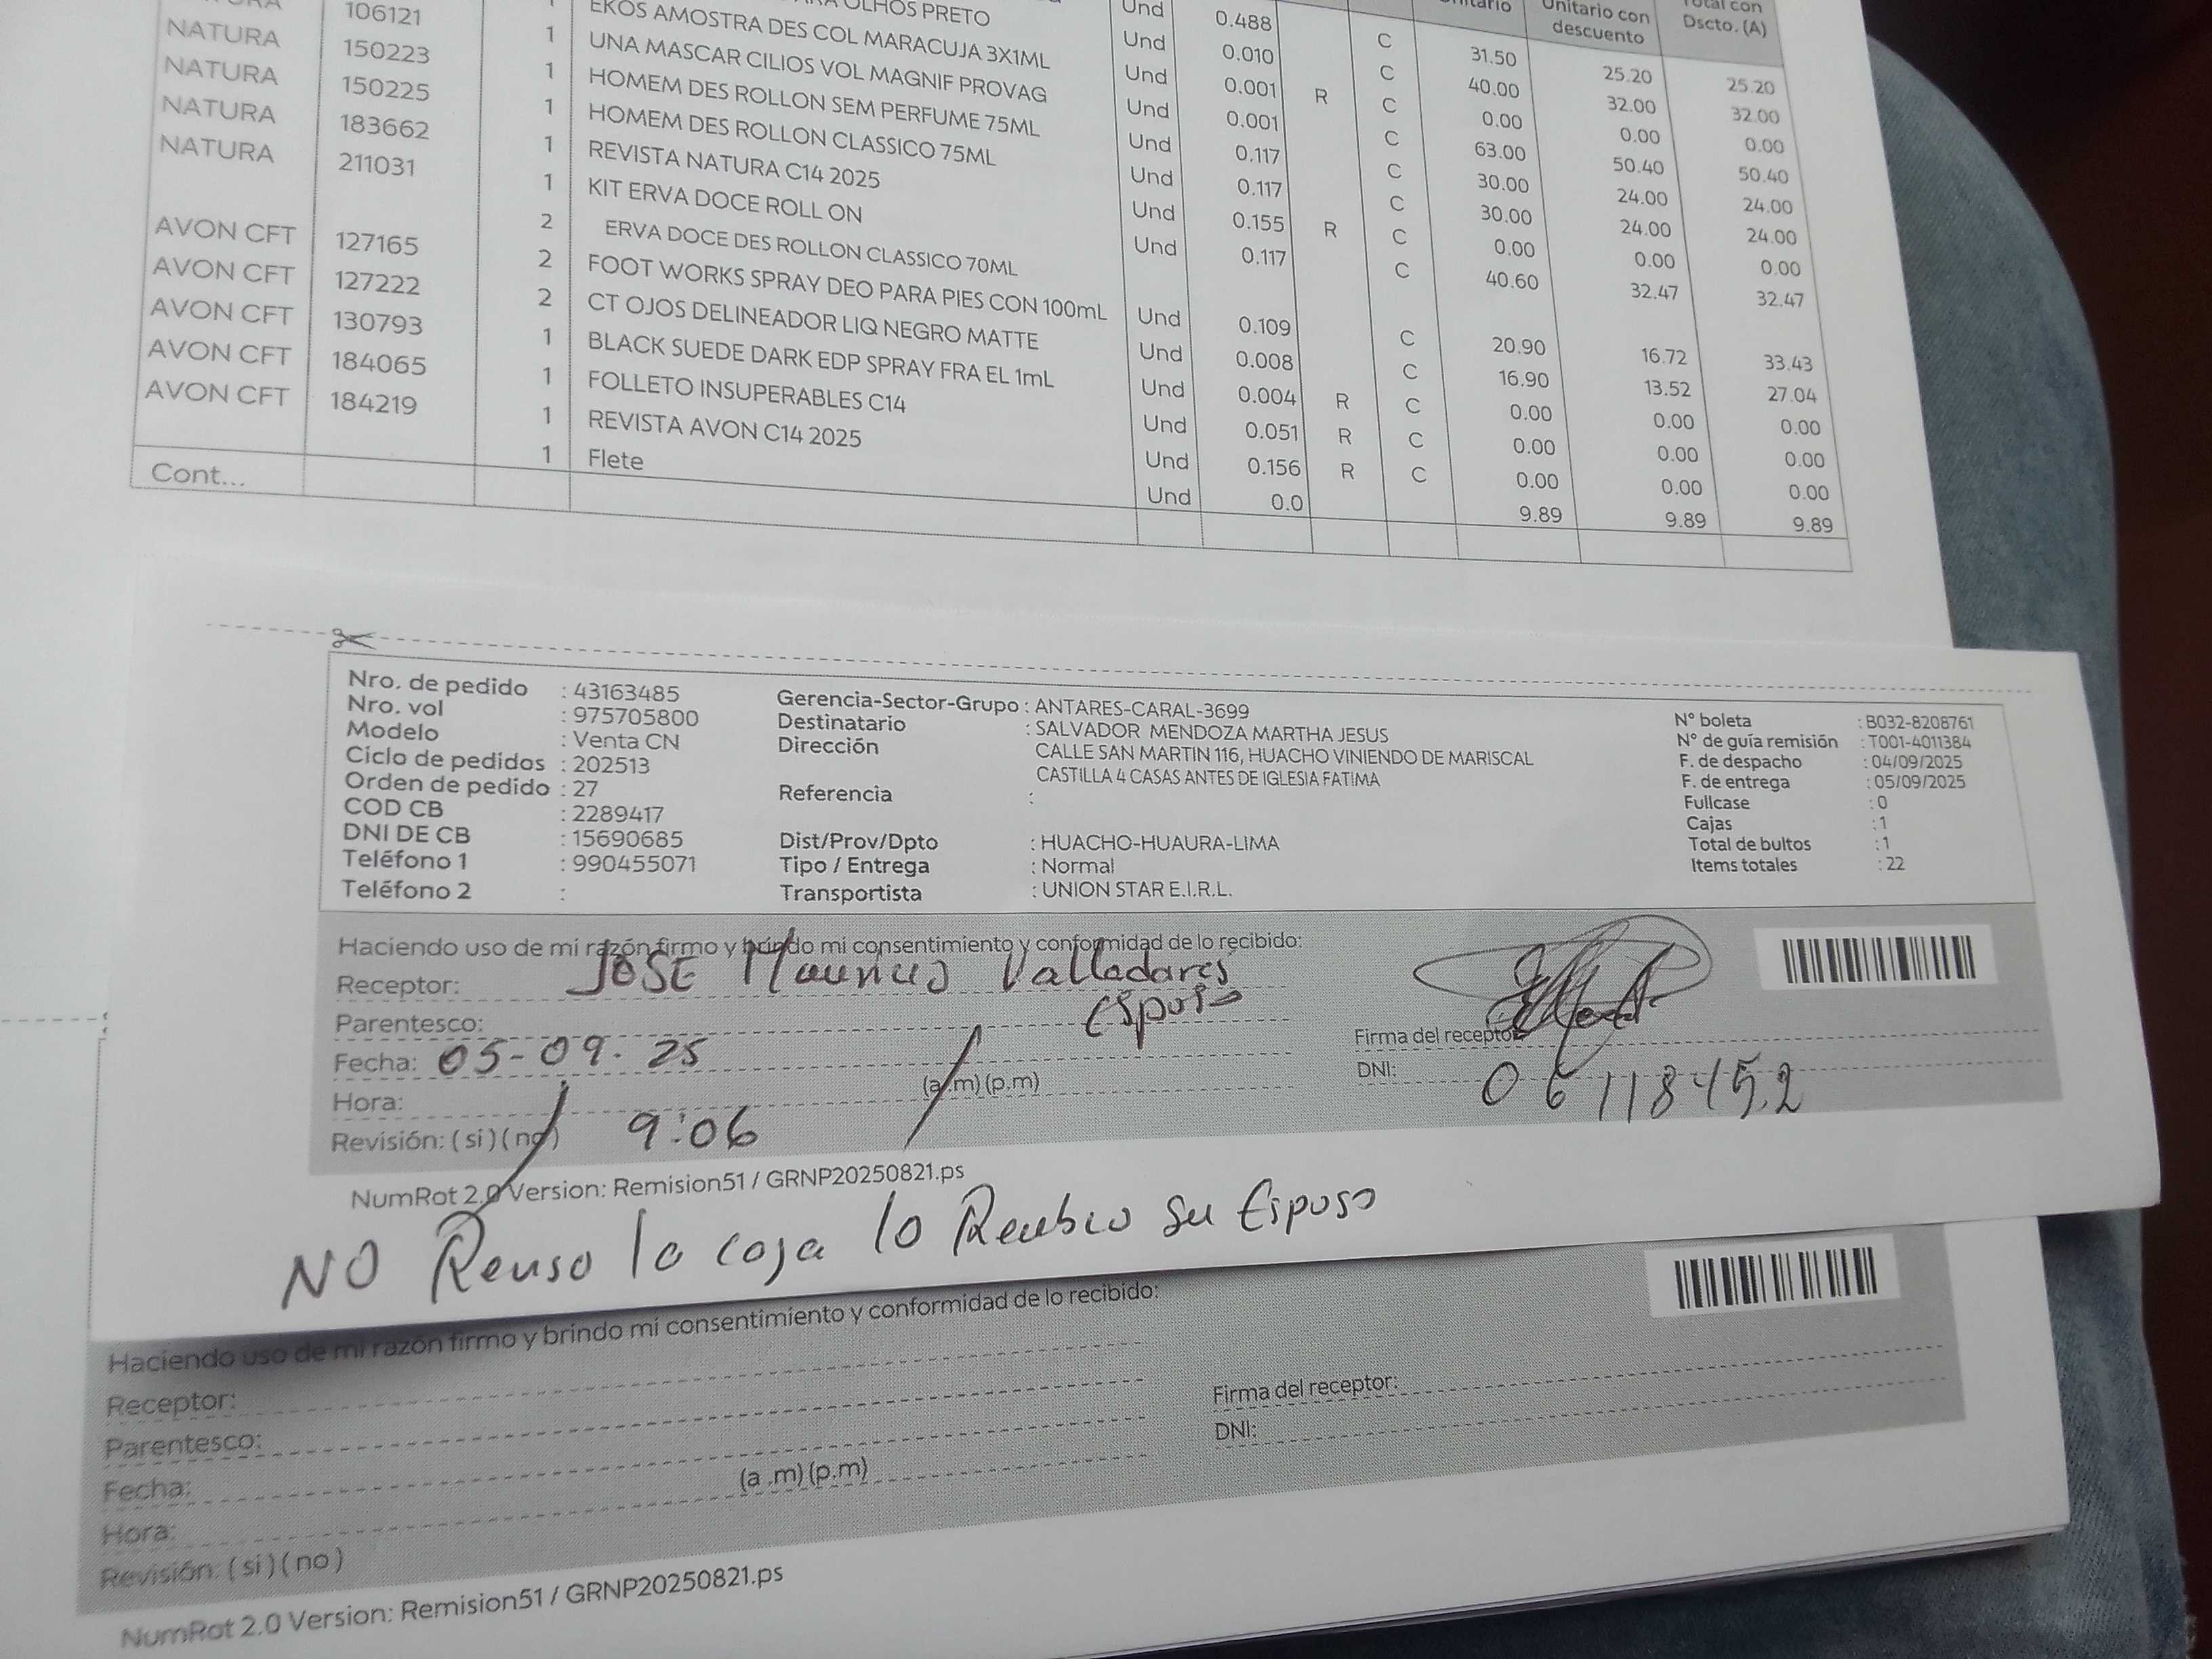 Unitario con descuento
Total con Dscto. (A)
OLHOS PRETO Und 0.488 C 31.50 25.20 25.20
106121 1 EKOS AMOSTRA DES COL MARACUJA 3X1ML Und 0.010 C 40.00 32.00 32.00
NATURA 150223 1 UNA MASCAR CILIOS VOL MAGNIF PROVAG Und 0.001 R C 0.00 0.00 0.00
NATURA 150225 1 HOMEM DES ROLLON SEM PERFUME 75ML Und 0.001 C 63.00 50.40 50.40
NATURA 183662 1 HOMEM DES ROLLON CLASSICO 75ML Und 0.117 C 30.00 24.00 24.00
NATURA 211031 1 REVISTA NATURA C14 2025 Und 0.117 C 30.00 24.00 24.00
1 KIT ERVA DOCE ROLL ON Und 0.155 R C 0.00 0.00 0.00
2 ERVA DOCE DES ROLLON CLASSICO 70ML Und 0.117 C 40.60 32.47 32.47
AVON CFT 127165 2 FOOT WORKS SPRAY DEO PARA PIES CON 100mL Und 0.109 C 20.90 16.72 33.43
AVON CFT 127222 2 CT OJOS DELINEADOR LIQ NEGRO MATTE Und 0.008 C 16.90 13.52 27.04
AVON CFT 130793 1 BLACK SUEDE DARK EDP SPRAY FRA EL 1mL Und 0.004 R C 0.00 0.00 0.00
AVON CFT 184065 1 FOLLETO INSUPERABLES C14 Und 0.051 R C 0.00 0.00 0.00
AVON CFT 184219 1 REVISTA AVON C14 2025 Und 0.156 R C 0.00 0.00 0.00
1 Flete Und 0.0 9.89 9.89 9.89
Cont...
Nro. de pedido : 43163485
Nro. vol : 975705800
Modelo : Venta CN
Ciclo de pedidos : 202513
Orden de pedido : 27
COD CB : 2289417
DNI DE CB : 15690685
Teléfono 1 : 990455071
Teléfono 2 :
Gerencia-Sector-Grupo : ANTARES-CARAL-3699
Destinatario : SALVADOR MENDOZA MARTHA JESUS
Dirección CALLE SAN MARTIN 116, HUACHO VINIENDO DE MARISCAL
CASTILLA 4 CASAS ANTES DE IGLESIA FATIMA
Referencia :
Dist/Prov/Dpto : HUACHO-HUAURA-LIMA
Tipo / Entrega : Normal
Transportista : UNION STAR E.I.R.L.
N° boleta : B032-8208761
N° de guía remisión : T001-4011384
F. de despacho : 04/09/2025
F. de entrega : 05/09/2025
Fullcase : 0
Cajas : 1
Total de bultos : 1
Items totales : 22
Haciendo uso de mi razón firmo y brindo mi consentimiento y conformidad de lo recibido:
Receptor: JOSE Mauricio Valladares
Parentesco: Esposo
Fecha: 05-09-25
Hora: (a.m)(p.m)
Revisión: (si)(no) 9:06
Firma del receptor:
DNI: 06118452
NumRot 2.0 Version: Remision51 / GRNP20250821.ps
NO Reviso la caja lo Recibio su Esposo
Haciendo uso de mi razón firmo y brindo mi consentimiento y conformidad de lo recibido:
Receptor:
Parentesco:
Fecha:
Hora: (a .m)(p.m)
Revisión: (si)(no)
Firma del receptor:
DNI:
NumRot 2.0 Version: Remision51 / GRNP20250821.ps